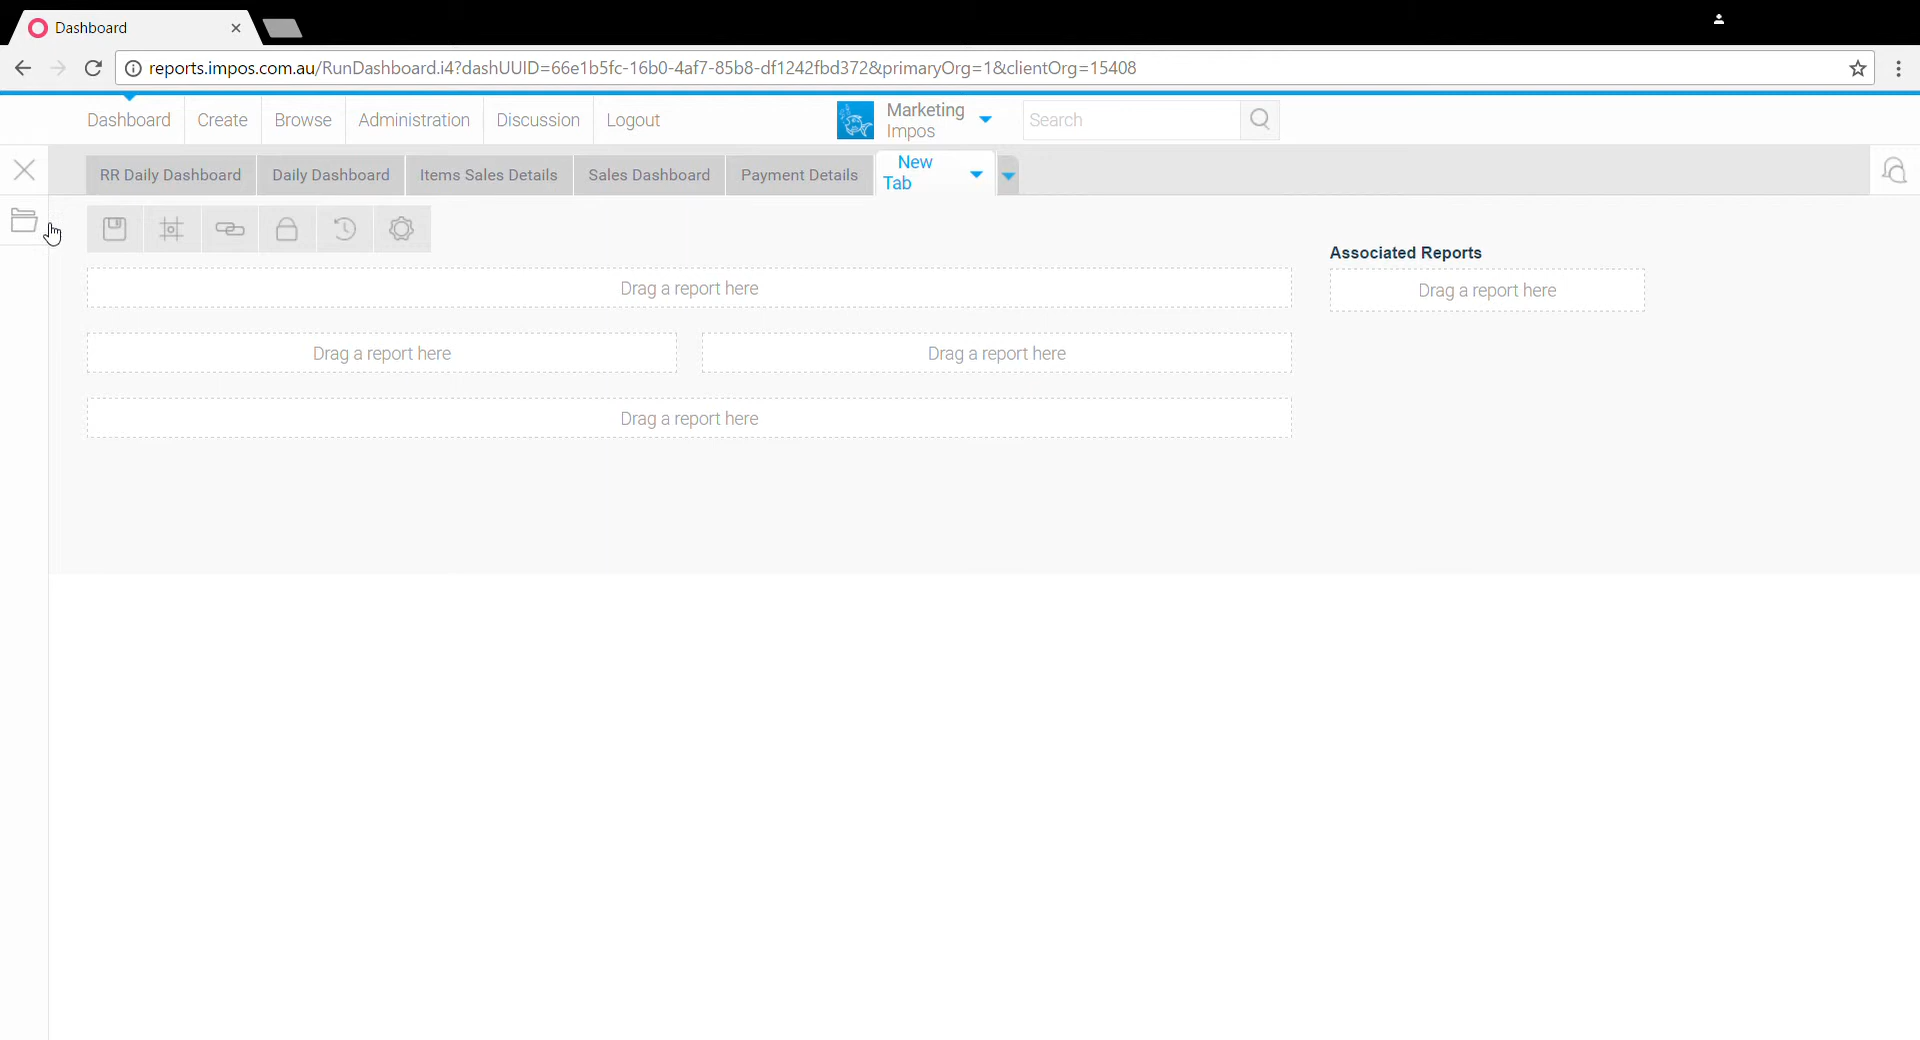 Dashboard
reports.impos.com.au/RunDashboard.i4?dashUUID=66e1b5fc-16b0-4af7-85b8-df1242fbd372&primaryOrg=1&clientOrg=15408
Dashboard Create Browse Administration Discussion Logout
Marketing
Impos
Search
RR Daily Dashboard Daily Dashboard Items Sales Details Sales Dashboard Payment Details
New
Tab
Associated Reports
Drag a report here
Drag a report here
Drag a report here
Drag a report here
Drag a report here